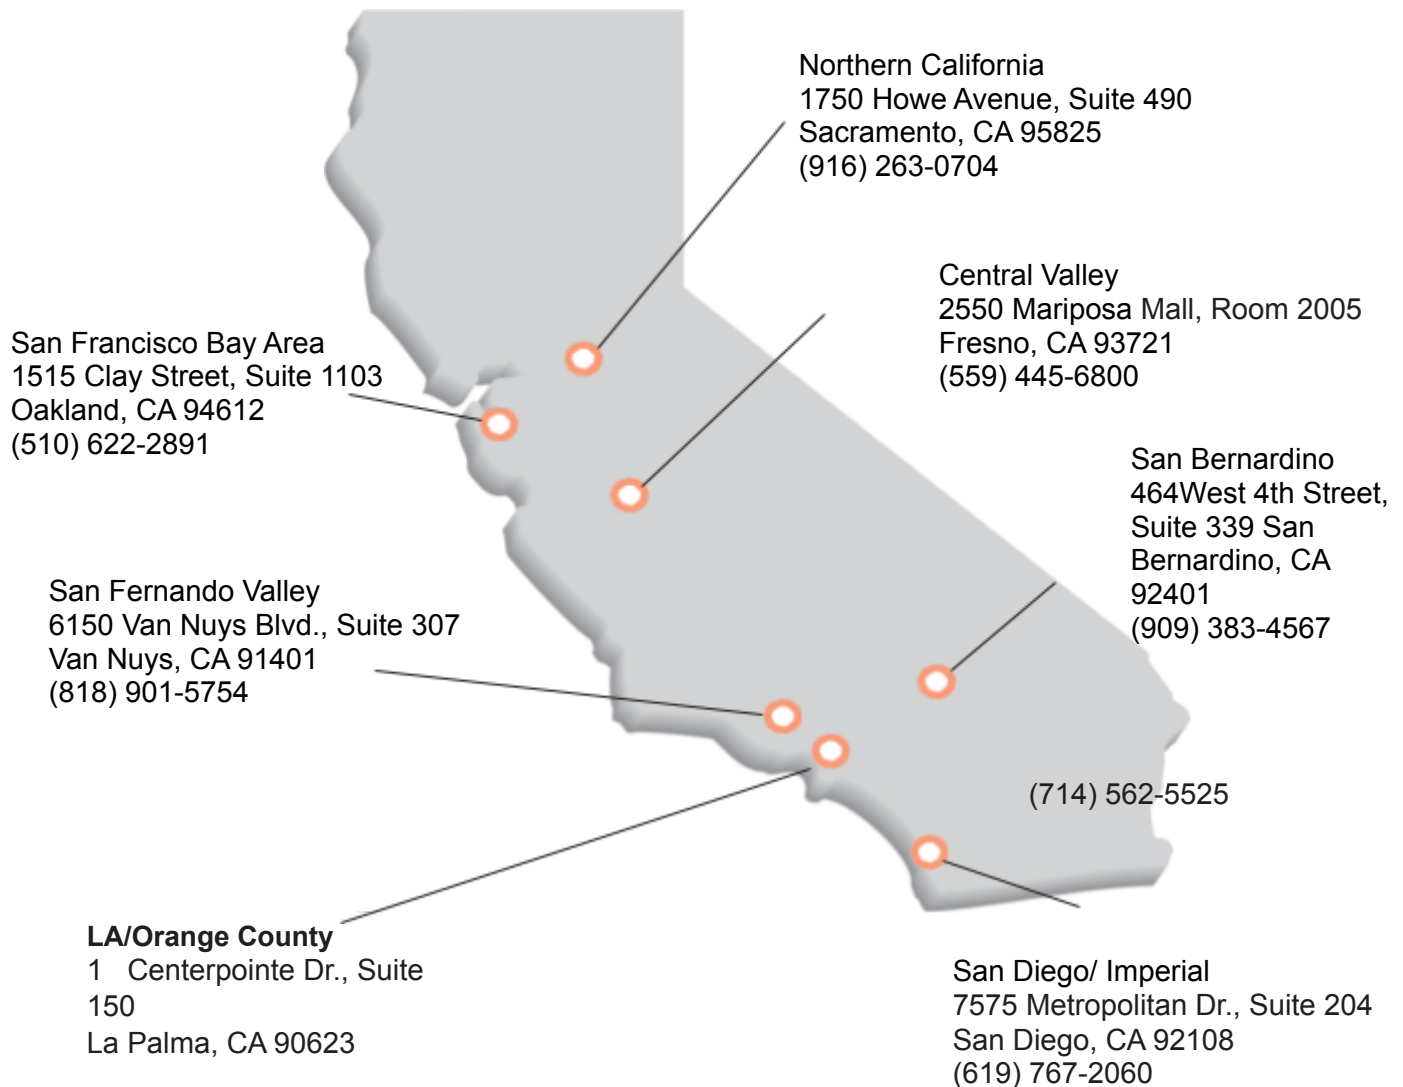 Northern California
1750 Howe Avenue, Suite 490
Sacramento, CA 95825
(916) 263-0704
Central Valley
2550 Mariposa Mall, Room 2005
Fresno, CA 93721
(559) 445-6800
San Francisco Bay Area
1515 Clay Street, Suite 1103
Oakland, CA 94612
(510) 622-2891
San Bernardino
464West 4th Street,
Suite 339 San
Bernardino, CA
92401
(909) 383-4567
San Fernando Valley
6150 Van Nuys Blvd., Suite 307
Van Nuys, CA 91401
(818) 901-5754
(714) 562-5525
LA/Orange County
1 Centerpointe Dr., Suite
150
La Palma, CA 90623
San Diego/ Imperial
7575 Metropolitan Dr., Suite 204
San Diego, CA 92108
(619) 767-2060